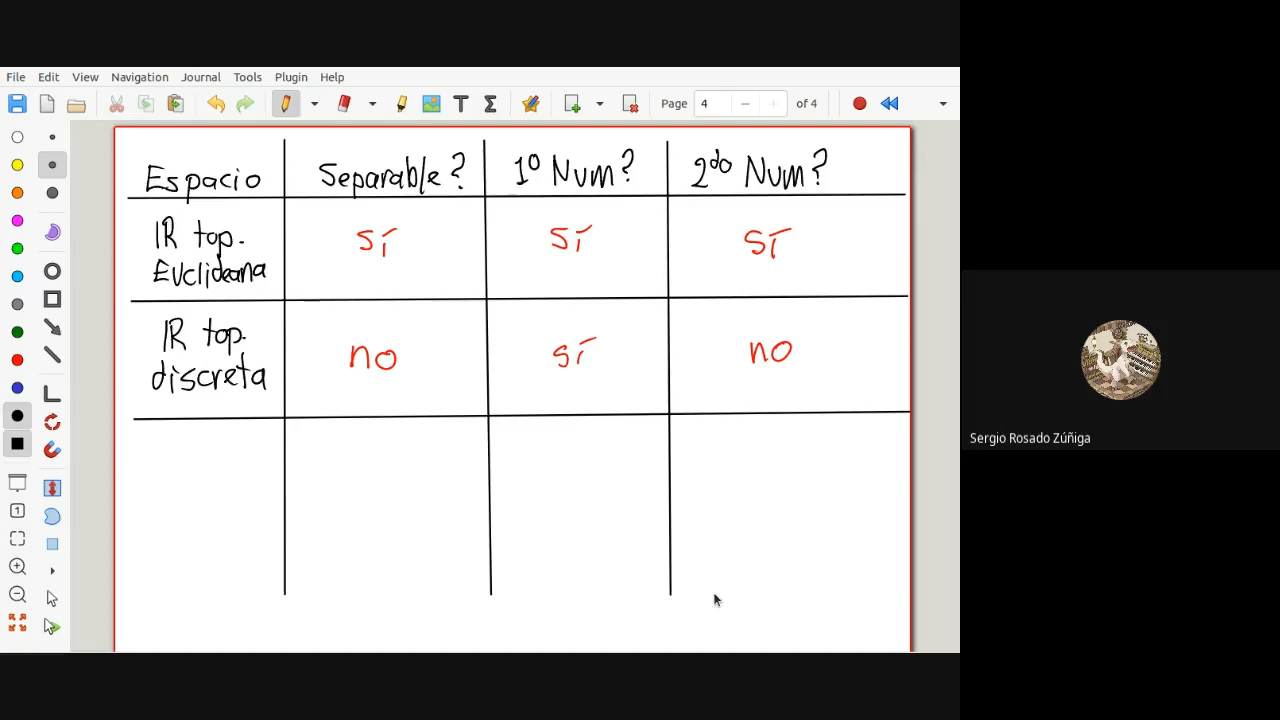 File Edit View Navigation Journal Tools Plugin Help
Page 4 of 4
Espacio Separable? 1º Num? 2do Num?
IR top. Euclideana sí sí sí
IR top. discreta no sí no
Sergio Rosado Zúñiga